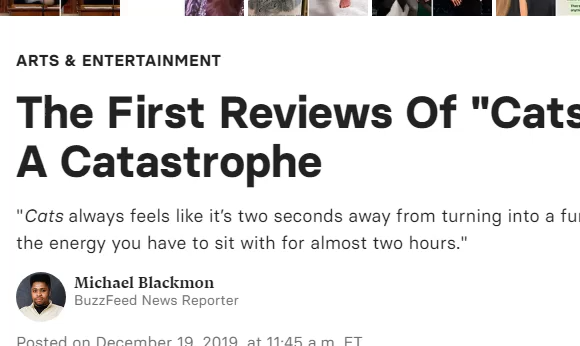 ARTS & ENTERTAINMENT
The First Reviews Of "Cats
A Catastrophe
"Cats always feels like it's two seconds away from turning into a fu
the energy you have to sit with for almost two hours."
Michael Blackmon
BuzzFeed News Reporter
Posted on December 19, 2019, at 11:45 a.m. ET